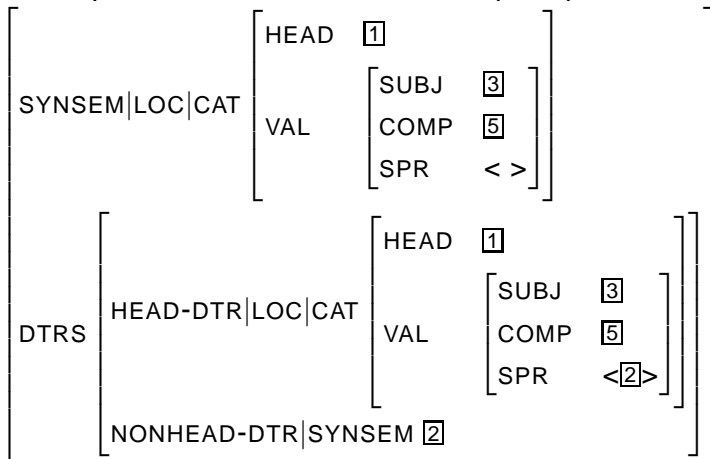 HEAD 1
SUBJ 3
SYNSEM|LOC|CAT VAL COMP 5
SPR < >
HEAD 1
SUBJ 3
HEAD-DTR|LOC|CAT
DTRS VAL COMP 5
SPR <2>
NONHEAD-DTR|SYNSEM 2